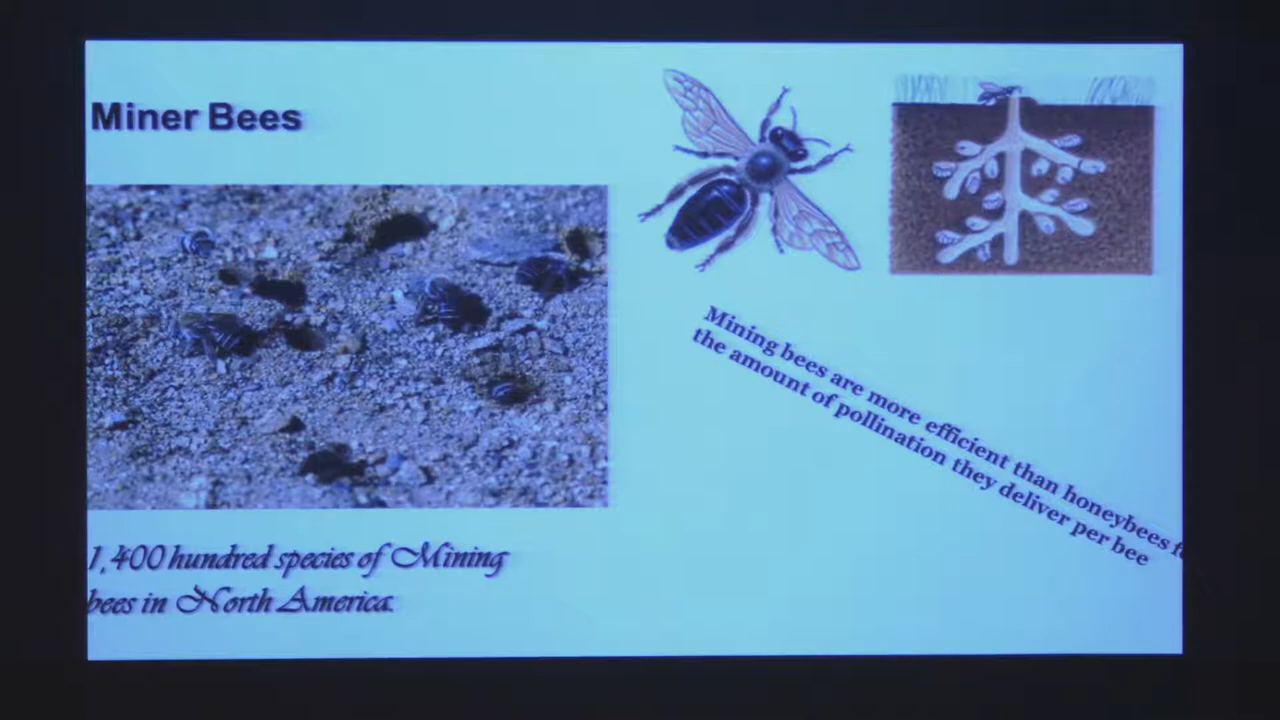 Miner Bees
Mining bees are more efficient than honeybees
the amount of pollination they deliver per bee
1,400 hundred species of Mining
bees in North America.